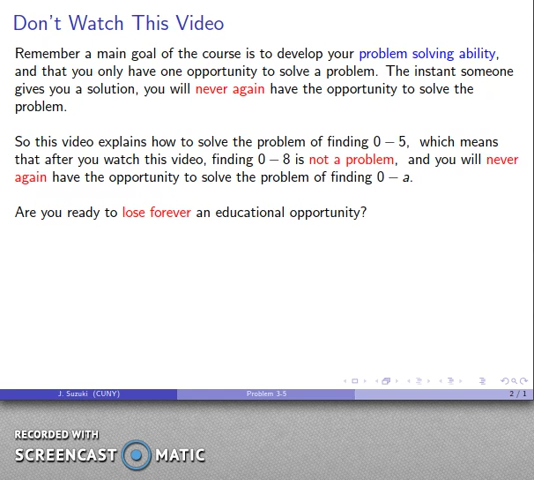 Don't Watch This Video
Remember a main goal of the course is to develop your problem solving ability,
and that you only have one opportunity to solve a problem. The instant someone
gives you a solution, you will never again have the opportunity to solve the
problem.
So this video explains how to solve the problem of finding 0 − 5, which means
that after you watch this video, finding 0 − 8 is not a problem, and you will never
again have the opportunity to solve the problem of finding 0 − a.
Are you ready to lose forever an educational opportunity?
J. Suzuki (CUNY) Problem 3-5 2 / 1
RECORDED WITH
SCREENCAST MATIC